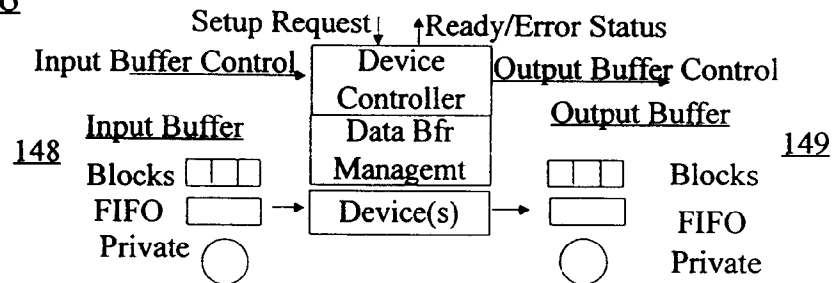 Setup Request
Ready/Error Status
Input Buffer Control
Device
Controller
Output Buffer Control
Input Buffer
Data Bfr
Managemt
Output Buffer
148
149
Blocks
Blocks
FIFO
Device(s)
FIFO
Private
Private